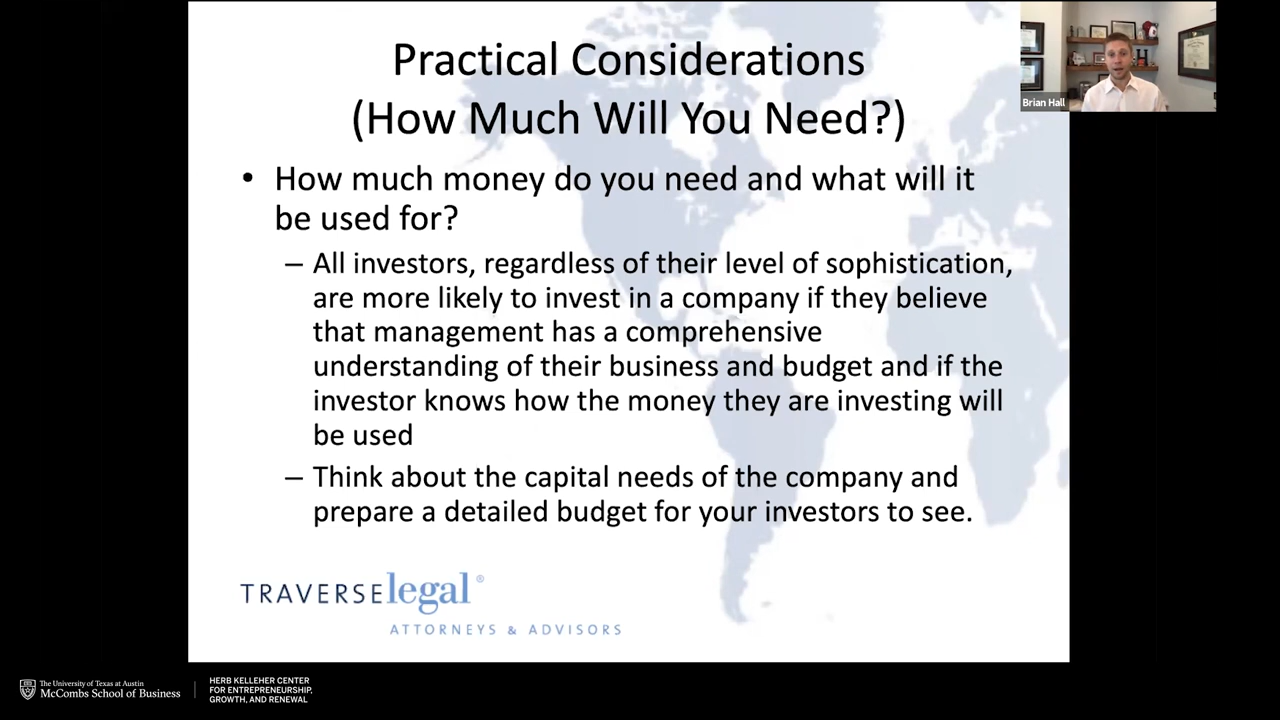 Practical Considerations
(How Much Will You Need?)
• How much money do you need and what will it
be used for?
– All investors, regardless of their level of sophistication,
are more likely to invest in a company if they believe
that management has a comprehensive
understanding of their business and budget and if the
investor knows how the money they are investing will
be used
– Think about the capital needs of the company and
prepare a detailed budget for your investors to see.
TRAVERSElegal®
ATTORNEYS & ADVISORS
Brian Hall
The University of Texas at Austin
McCombs School of Business
HERB KELLEHER CENTER
FOR ENTREPRENEURSHIP,
GROWTH, AND RENEWAL